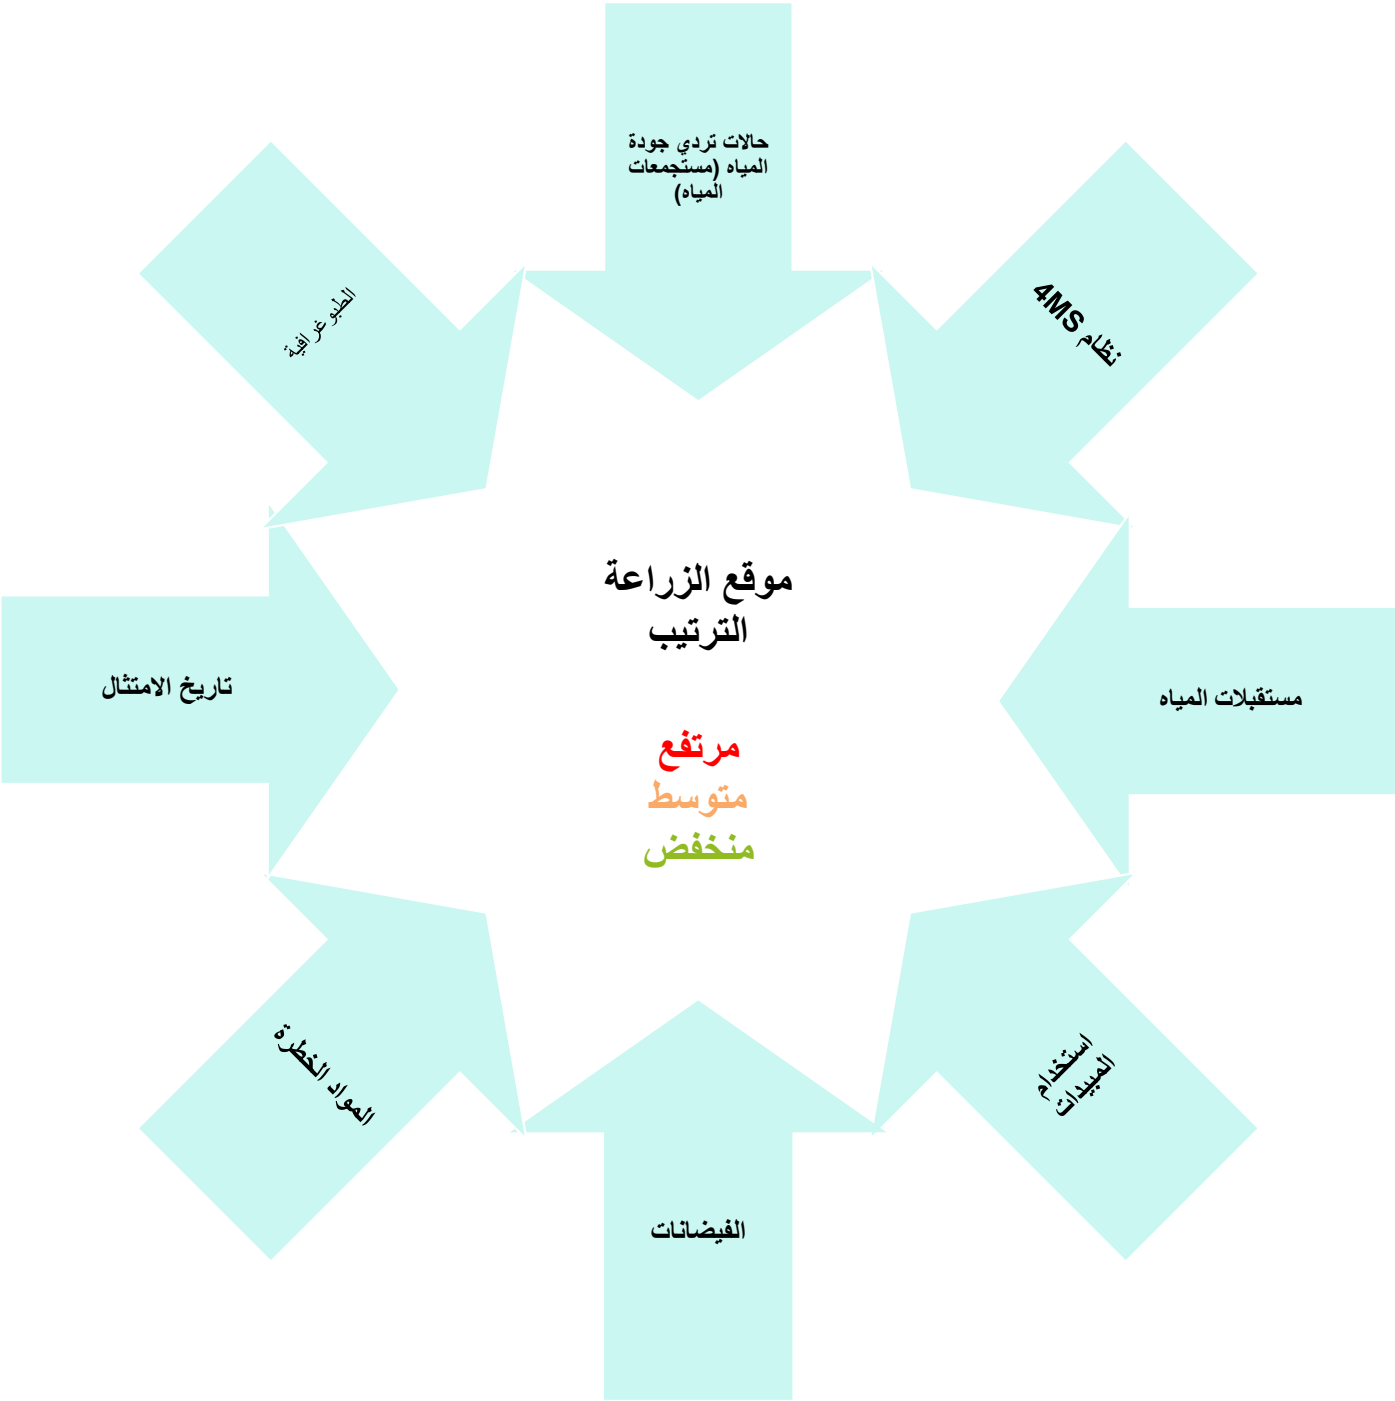 حالات تردي جودة
المياه (مستجمعات
المياه)
الطبوغرافية
نظام 4MS
موقع الزراعة
الترتيب
تاريخ الامتثال
مستقبلات المياه
مرتفع
متوسط
منخفض
المواد الخطرة
استخدام
المبيدات
الفيضانات